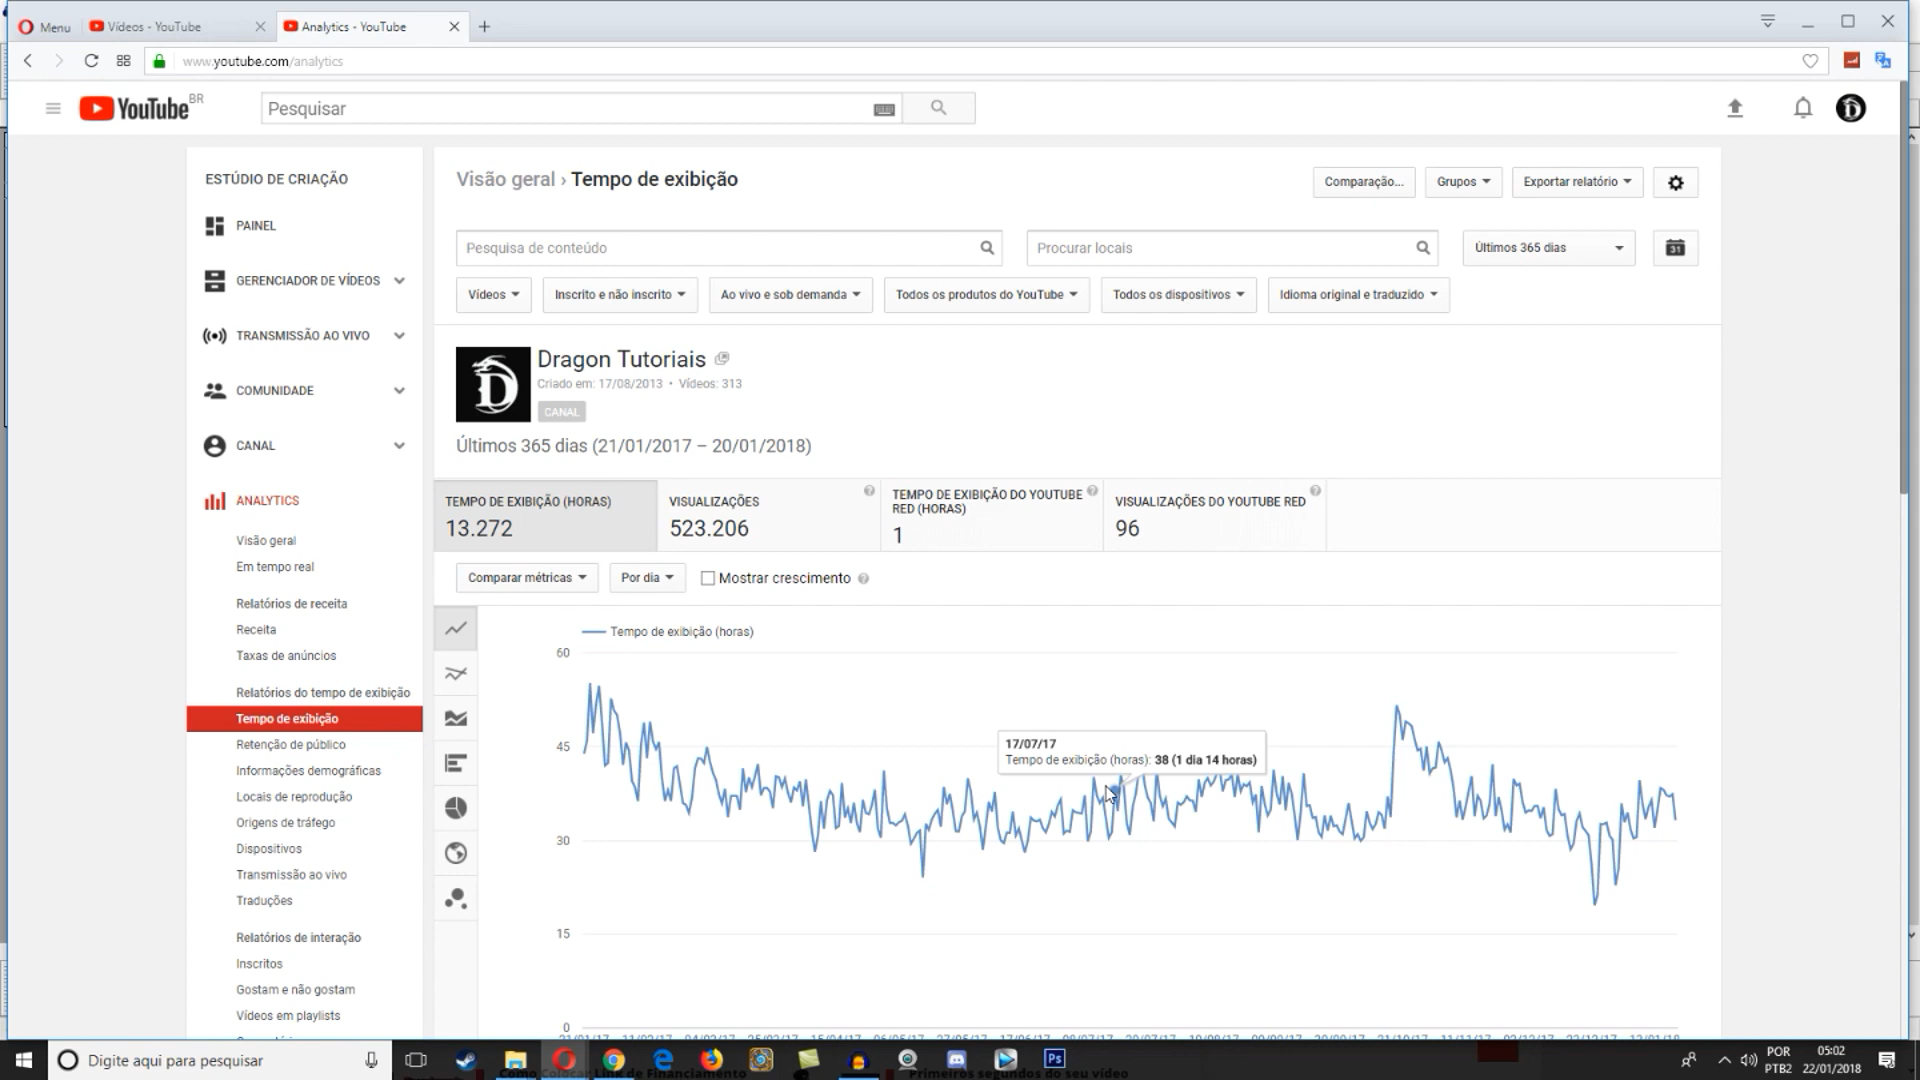 Menu
Vídeos - YouTube
Analytics - YouTube
www.youtube.com/analytics
YouTube BR
Pesquisar
ESTÚDIO DE CRIAÇÃO
PAINEL
GERENCIADOR DE VÍDEOS
TRANSMISSÃO AO VIVO
COMUNIDADE
CANAL
ANALYTICS
Visão geral
Em tempo real
Relatórios de receita
Receita
Taxas de anúncios
Relatórios do tempo de exibição
Tempo de exibição
Retenção de público
Informações demográficas
Locais de reprodução
Origens de tráfego
Dispositivos
Transmissão ao vivo
Traduções
Relatórios de interação
Inscritos
Gostam e não gostam
Vídeos em playlists
Visão geral › Tempo de exibição
Comparação...
Grupos
Exportar relatório
Pesquisa de conteúdo
Procurar locais
Últimos 365 dias
31
Vídeos
Inscrito e não inscrito
Ao vivo e sob demanda
Todos os produtos do YouTube
Todos os dispositivos
Idioma original e traduzido
D
Dragon Tutoriais
Criado em: 17/08/2013 • Vídeos: 313
CANAL
Últimos 365 dias (21/01/2017 – 20/01/2018)
TEMPO DE EXIBIÇÃO (HORAS)
13.272
VISUALIZAÇÕES
523.206
TEMPO DE EXIBIÇÃO DO YOUTUBE
RED (HORAS)
1
VISUALIZAÇÕES DO YOUTUBE RED
96
Comparar métricas
Por dia
Mostrar crescimento
Tempo de exibição (horas)
60
45
30
15
0
17/07/17
Tempo de exibição (horas): 38 (1 dia 14 horas)
Digite aqui para pesquisar
Ps
POR
PTB2
05:02
22/01/2018